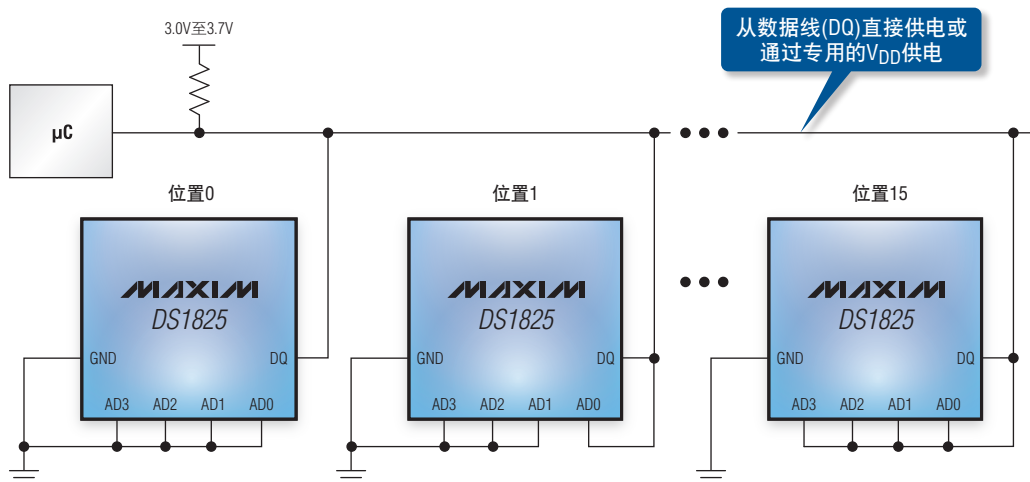 3.0V至3.7V
从数据线(DQ)直接供电或
通过专用的VDD供电
µC
位置0
位置1
位置15
MAXIM
DS1825
GND
DQ
AD3 AD2 AD1 AD0
MAXIM
DS1825
GND
DQ
AD3 AD2 AD1 AD0
MAXIM
DS1825
GND
DQ
AD3 AD2 AD1 AD0